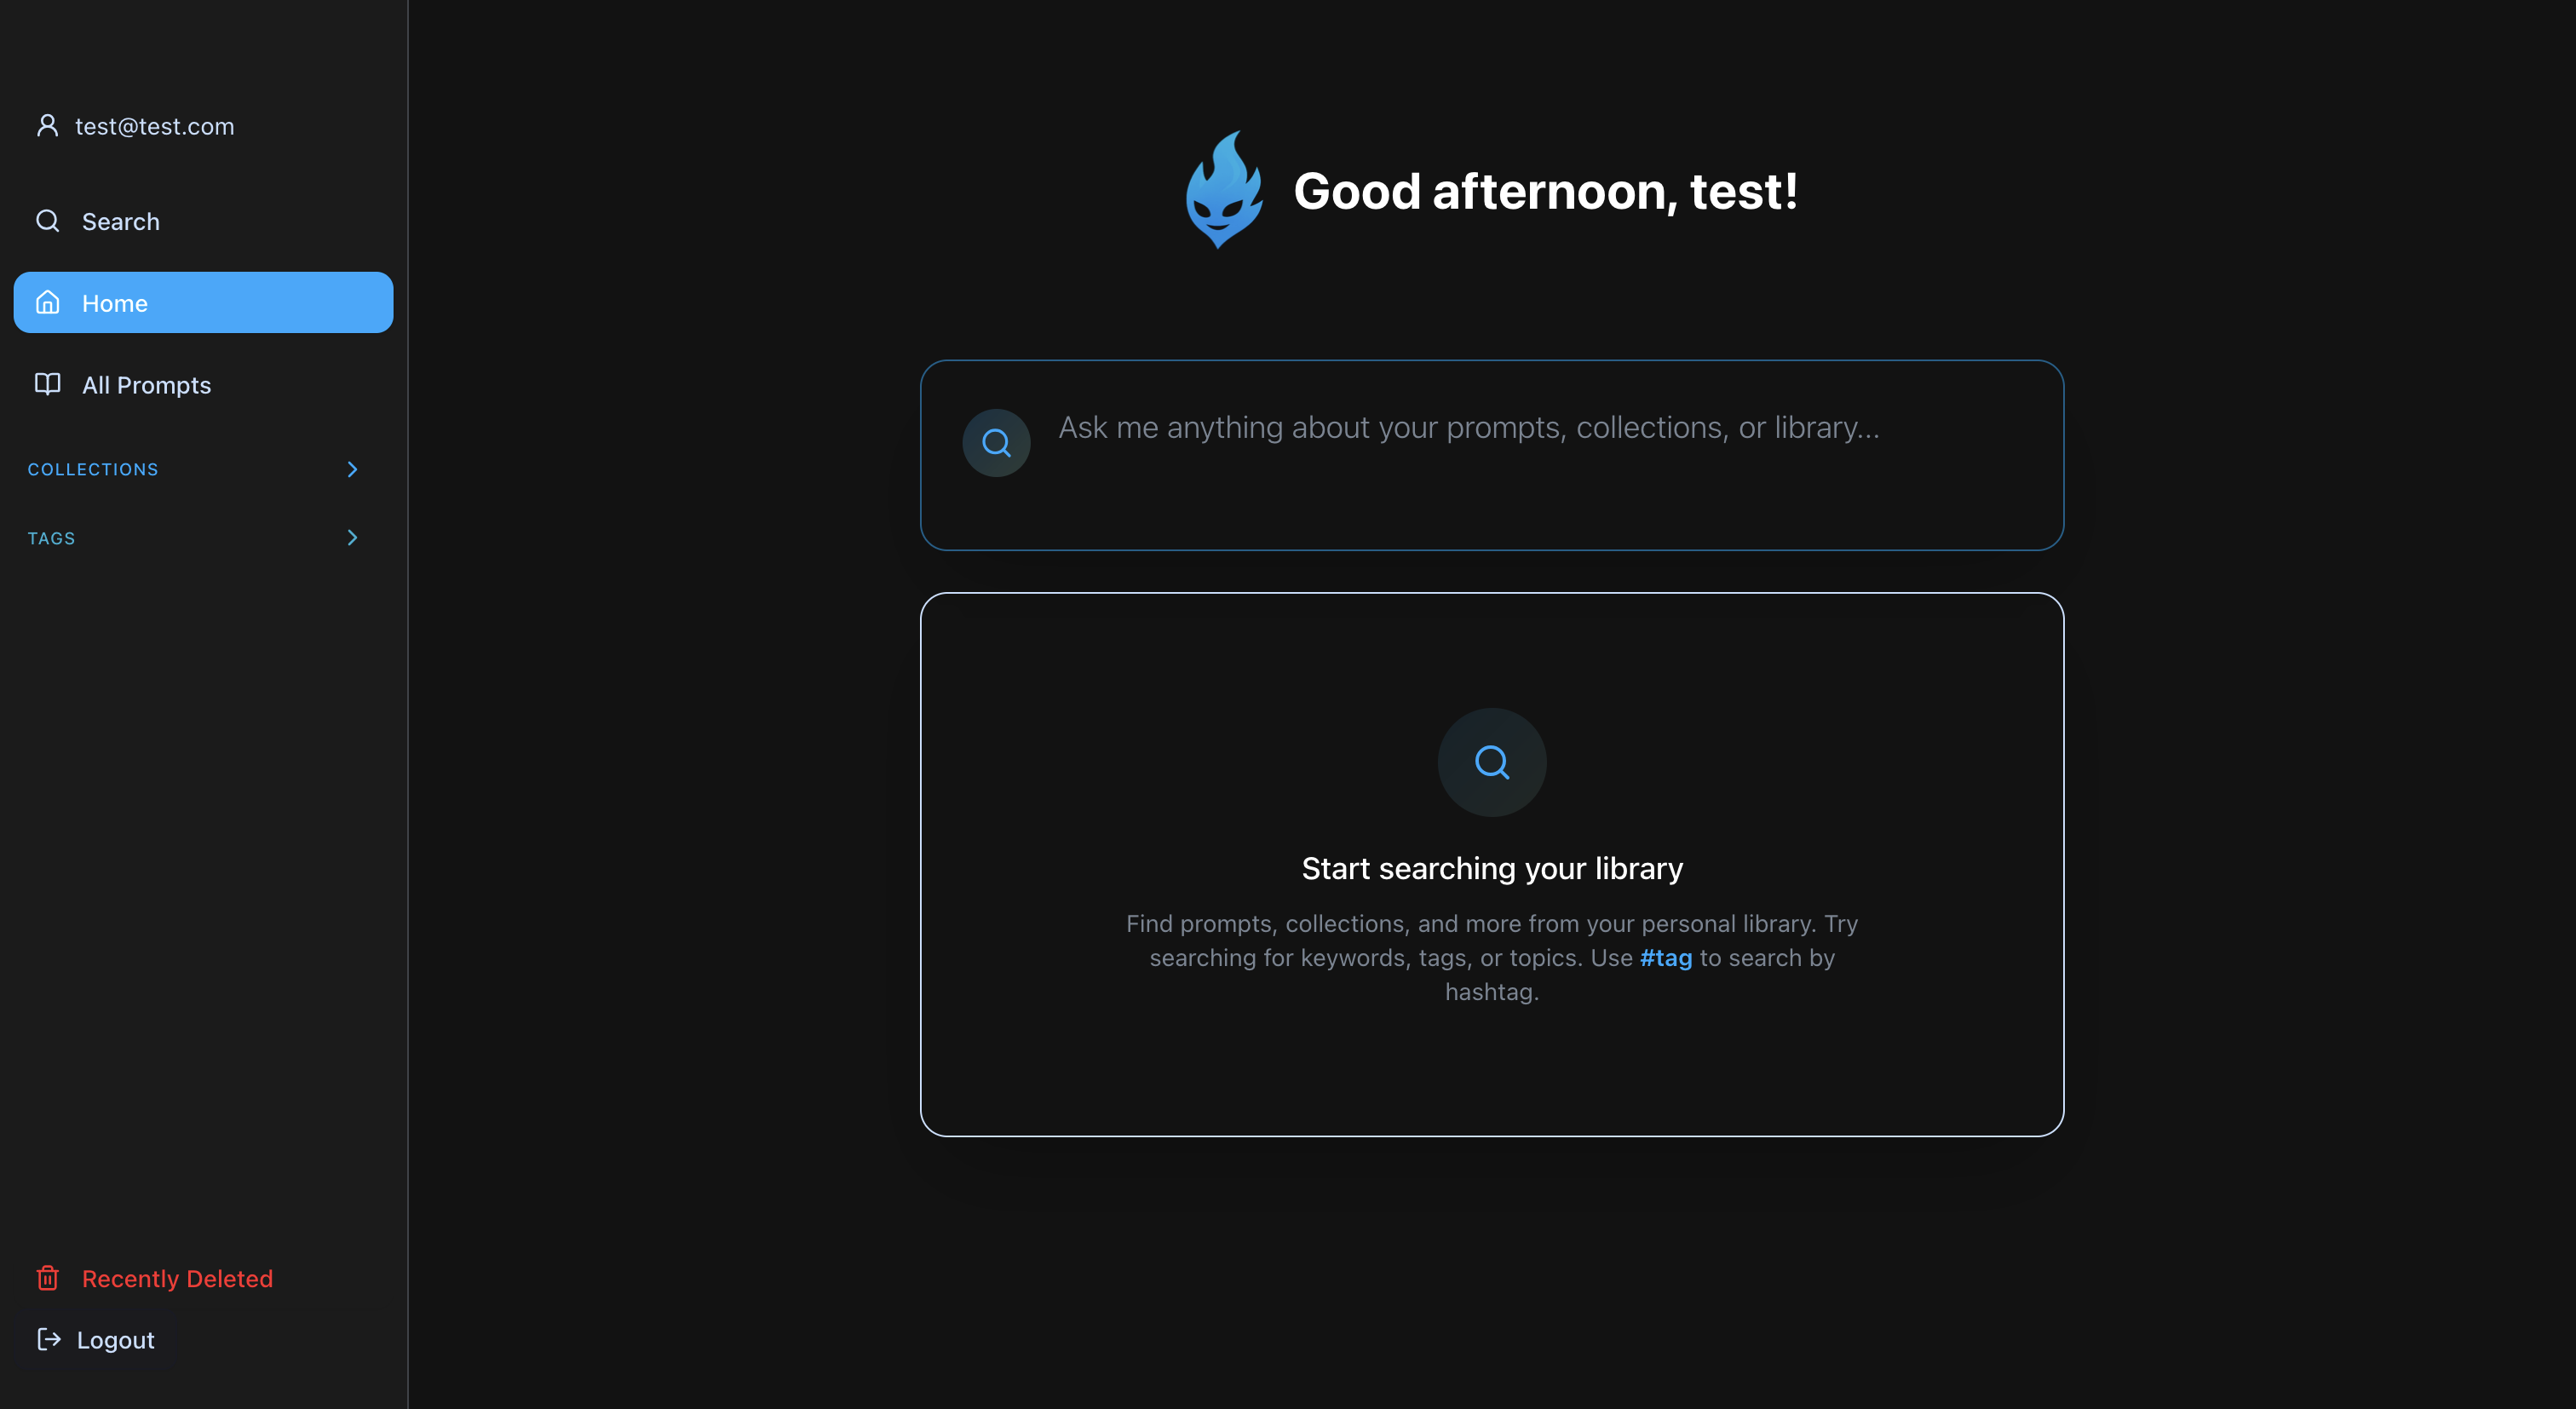 test@test.com
Search
Home
All Prompts
COLLECTIONS
TAGS
Recently Deleted
Logout
Good afternoon, test!
Ask me anything about your prompts, collections, or library...
Start searching your library
Find prompts, collections, and more from your personal library. Try
searching for keywords, tags, or topics. Use #tag to search by
hashtag.